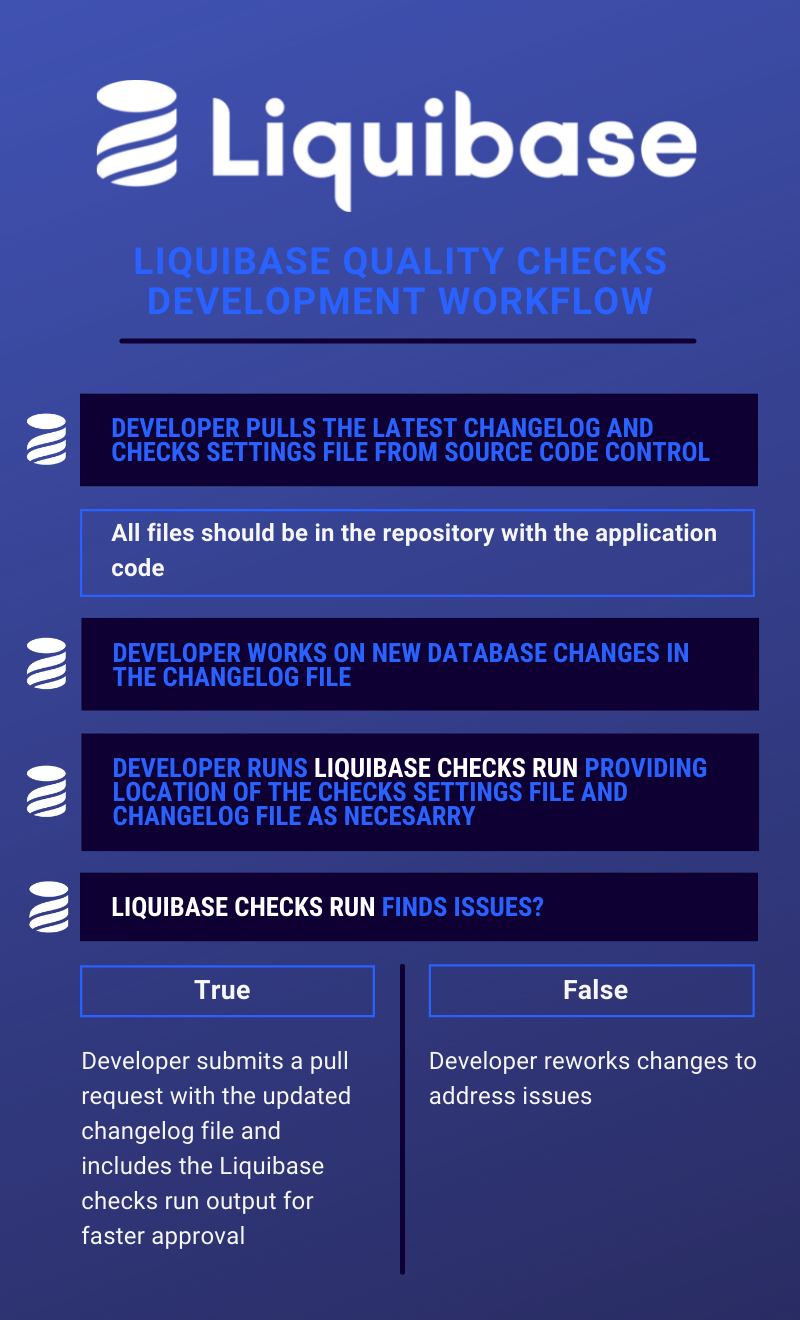 Liquibase
LIQUIBASE QUALITY CHECKS
DEVELOPMENT WORKFLOW
DEVELOPER PULLS THE LATEST CHANGELOG AND
CHECKS SETTINGS FILE FROM SOURCE CODE CONTROL
All files should be in the repository with the application
code
DEVELOPER WORKS ON NEW DATABASE CHANGES IN
THE CHANGELOG FILE
DEVELOPER RUNS LIQUIBASE CHECKS RUN PROVIDING
LOCATION OF THE CHECKS SETTINGS FILE AND
CHANGELOG FILE AS NECESARRY
LIQUIBASE CHECKS RUN FINDS ISSUES?
True
Developer submits a pull
request with the updated
changelog file and
includes the Liquibase
checks run output for
faster approval
False
Developer reworks changes to
address issues